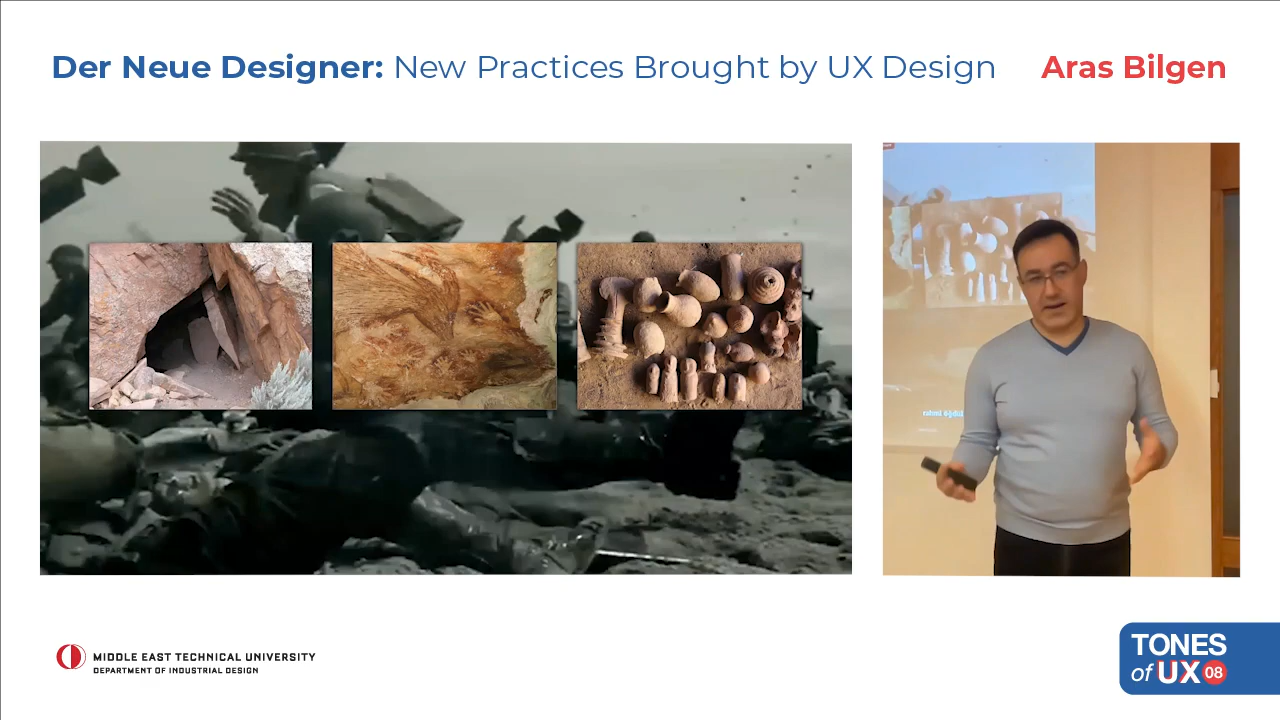 Der Neue Designer: New Practices Brought by UX Design
Aras Bilgen
MIDDLE EAST TECHNICAL UNIVERSITY
DEPARTMENT OF INDUSTRIAL DESIGN
TONES
of UX 08